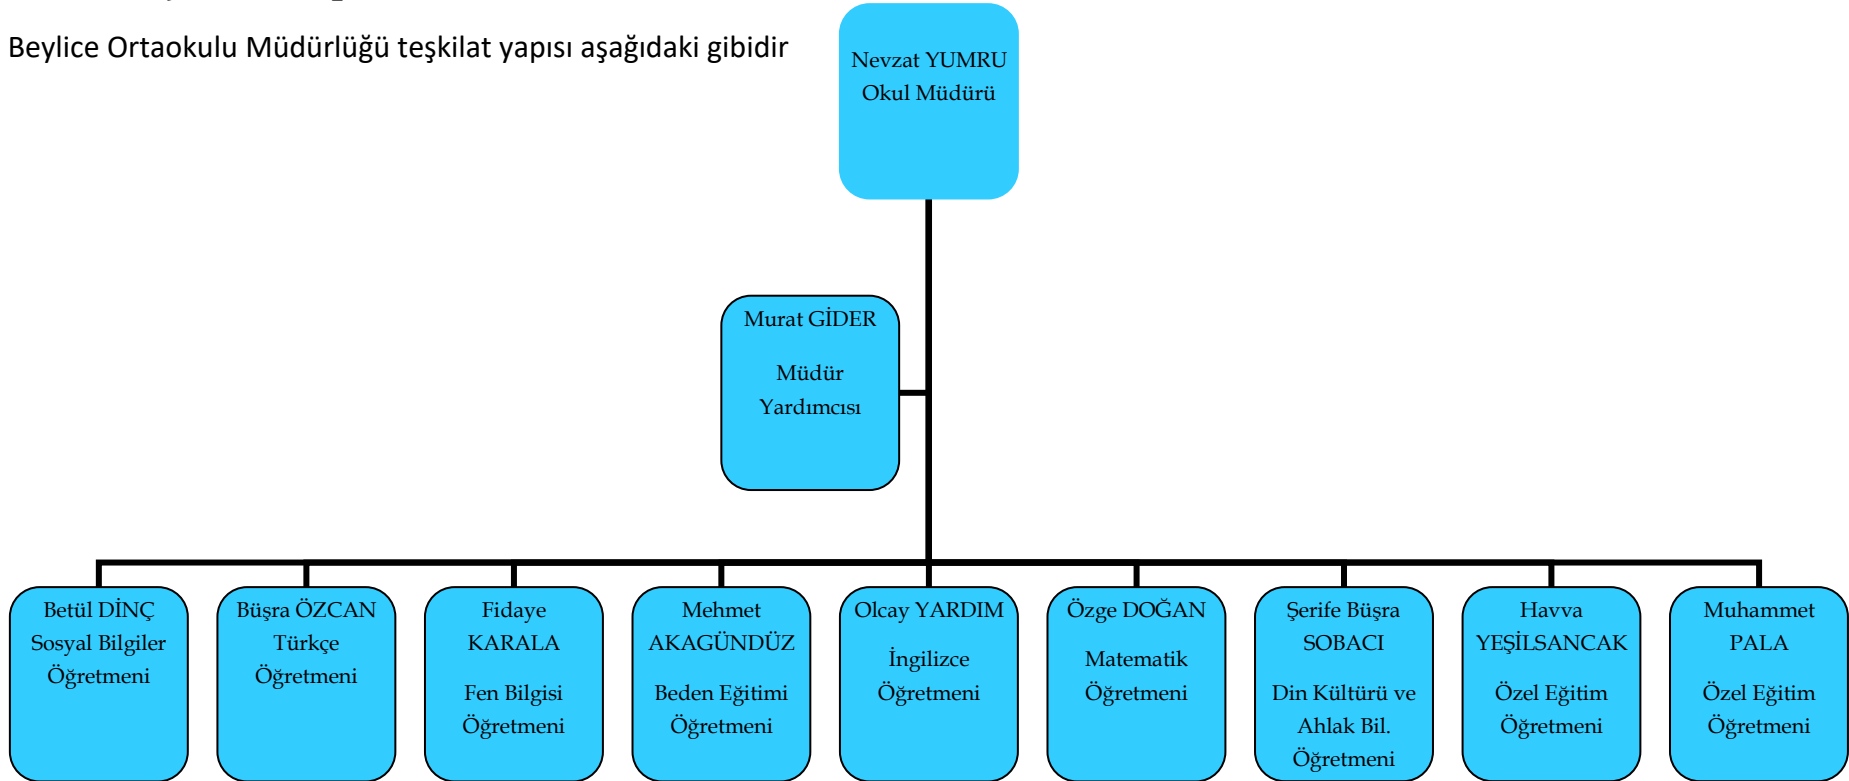 Beylice Ortaokulu Müdürlüğü teşkilat yapısı aşağıdaki gibidir
Nevzat YUMRU
Okul Müdürü
Murat GİDER
Müdür
Yardımcısı
Betül DİNÇ
Sosyal Bilgiler
Öğretmeni
Büşra ÖZCAN
Türkçe
Öğretmeni
Fidaye
KARALA
Fen Bilgisi
Öğretmeni
Mehmet
AKAGÜNDÜZ
Beden Eğitimi
Öğretmeni
Olcay YARDIM
İngilizce
Öğretmeni
Özge DOĞAN
Matematik
Öğretmeni
Şerife Büşra
SOBACI
Din Kültürü ve
Ahlak Bil.
Öğretmeni
Havva
YEŞİLSANCAK
Özel Eğitim
Öğretmeni
Muhammet
PALA
Özel Eğitim
Öğretmeni